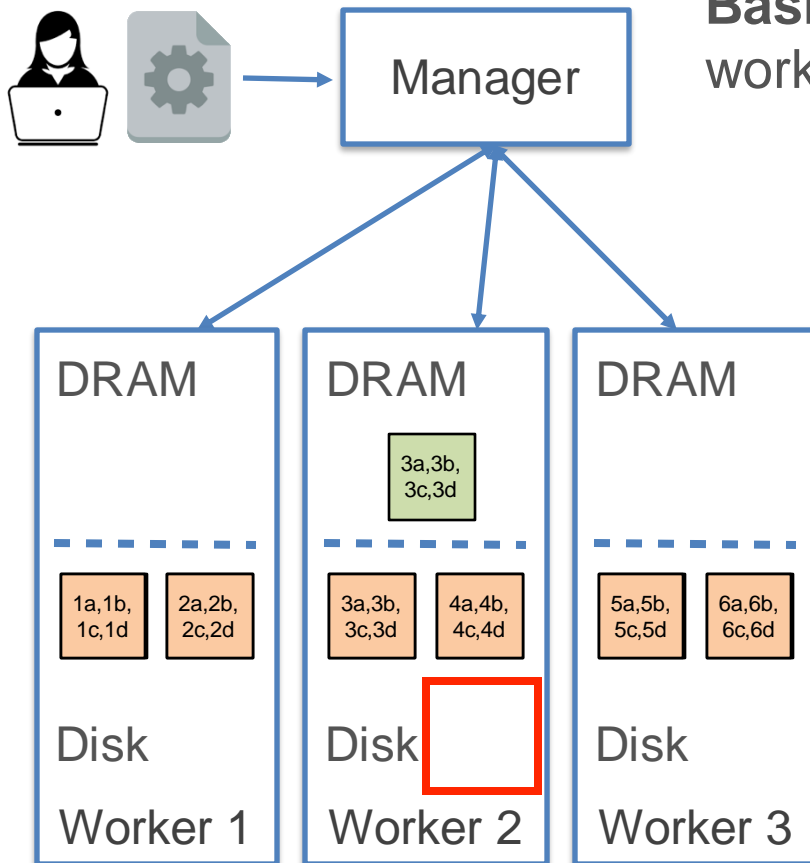 Basi
work
Manager
DRAM
DRAM
DRAM
3a,3b,
3c,3d
1a,1b,
1c,1d
2a,2b,
2c,2d
3a,3b,
3c,3d
4a,4b,
4c,4d
5a,5b,
5c,5d
6a,6b,
6c,6d
Disk
Disk
Disk
Worker 1
Worker 2
Worker 3